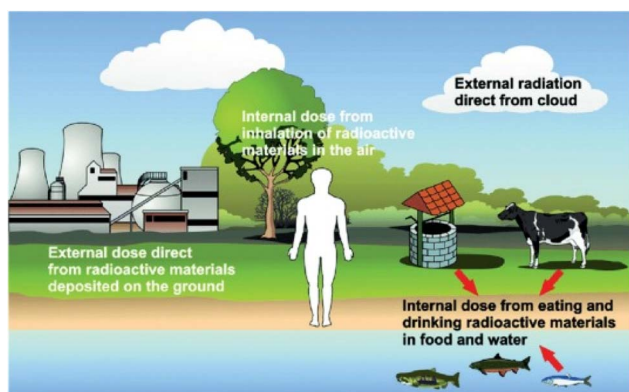 External radiation
direct from cloud
Internal dose from
inhalation of radioactive
materials in the air
External dose direct
from radioactive materials
deposited on the ground
Internal dose from eating and
drinking radioactive materials
in food and water